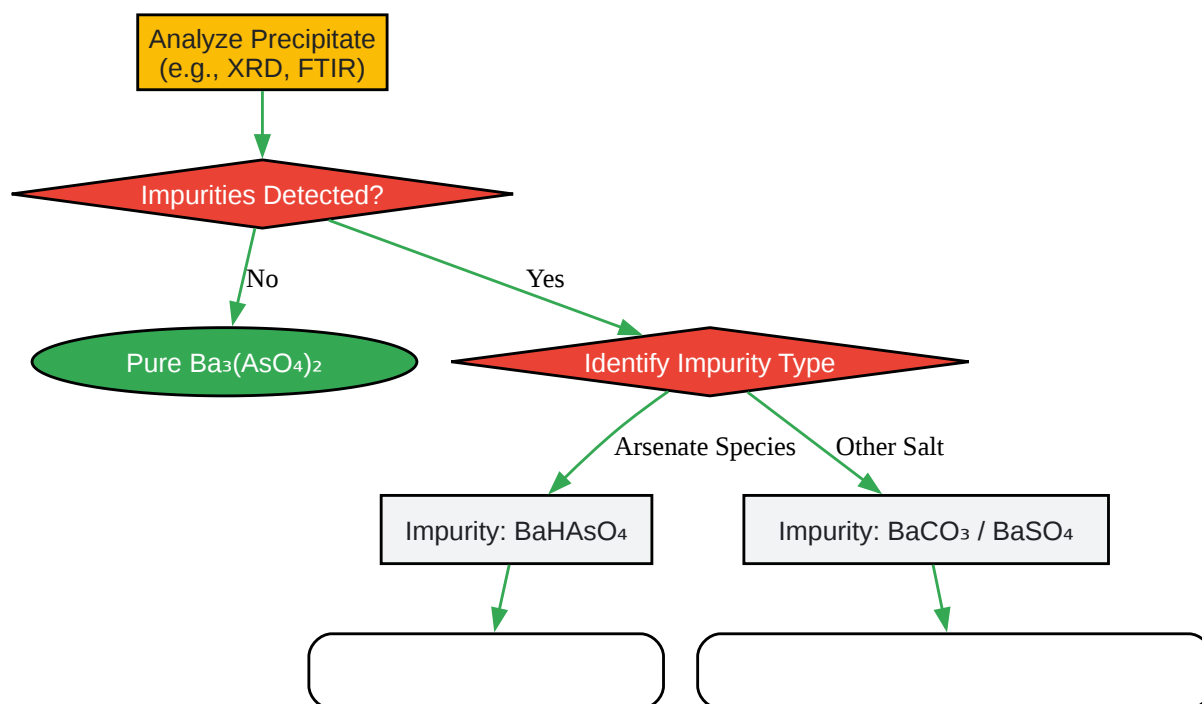 Analyze Precipitate
(e.g., XRD, FTIR)
Impurities Detected?
No
Yes
Pure Ba₃(AsO₄)₂
Identify Impurity Type
Arsenate Species
Other Salt
Impurity: BaHAsO₄
Impurity: BaCO₃ / BaSO₄